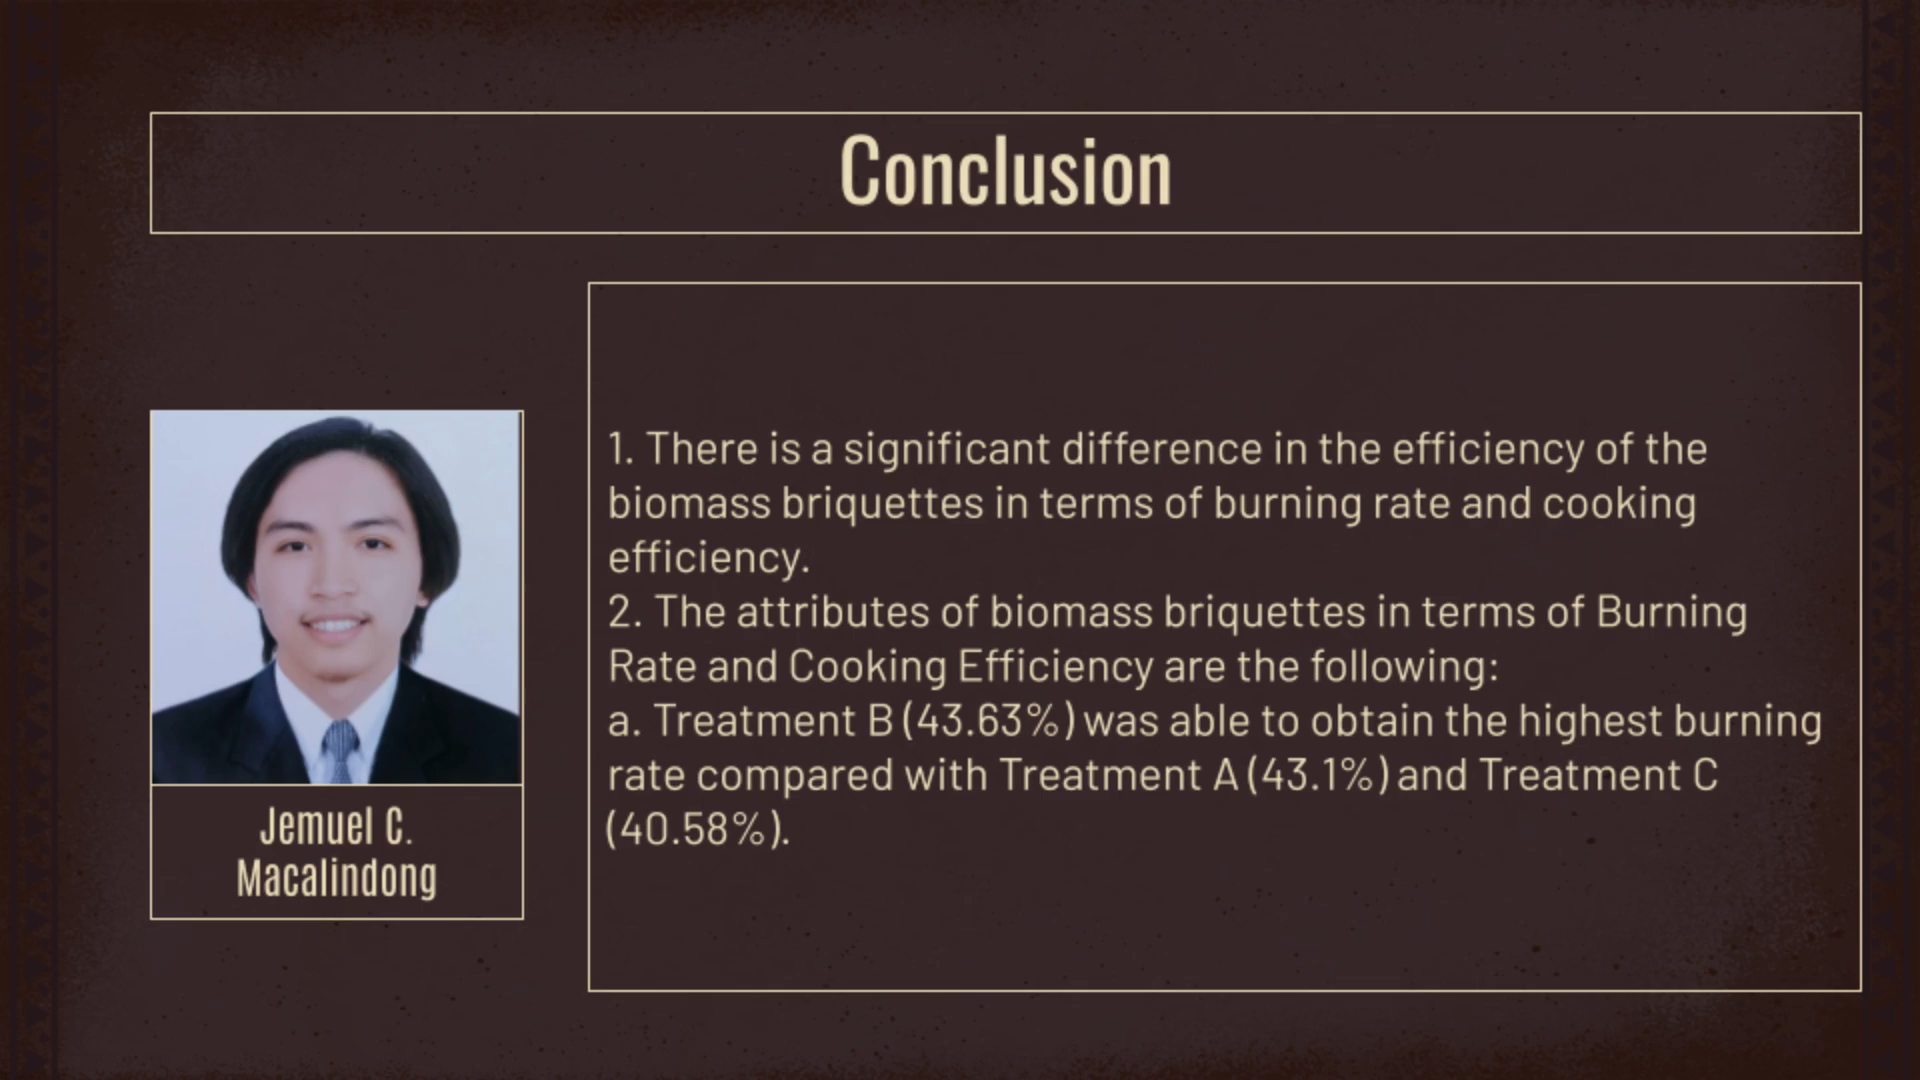 Conclusion
Jemuel C.
Macalindong
1. There is a significant difference in the efficiency of the
biomass briquettes in terms of burning rate and cooking
efficiency.
2. The attributes of biomass briquettes in terms of Burning
Rate and Cooking Efficiency are the following:
a. Treatment B (43.63%) was able to obtain the highest burning
rate compared with Treatment A (43.1%) and Treatment C
(40.58%).